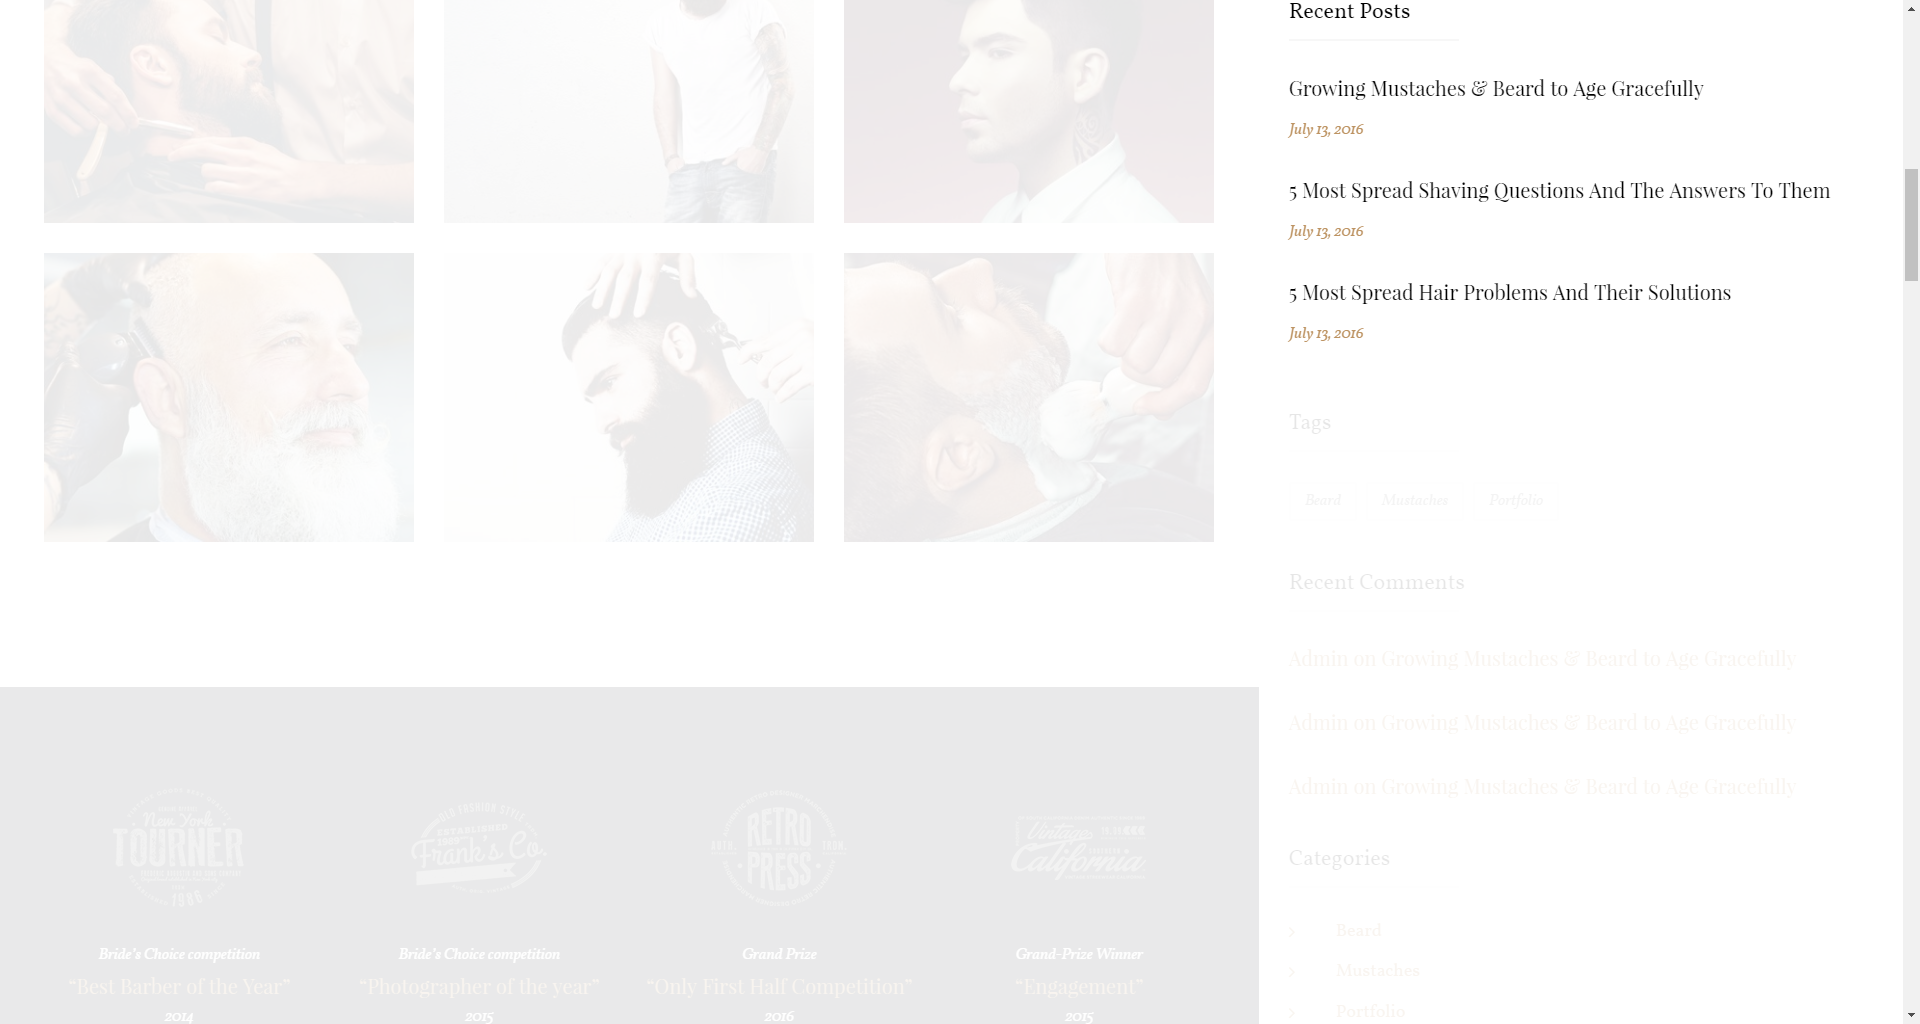 Recent Posts
Growing Mustaches & Beard to Age Gracefully
July 13, 2016
5 Most Spread Shaving Questions And The Answers To Them
July 13, 2016
5 Most Spread Hair Problems And Their Solutions
July 13, 2016
Tags
Beard
Mustaches
Portfolio
Recent Comments
Admin on Growing Mustaches & Beard to Age Gracefully
Admin on Growing Mustaches & Beard to Age Gracefully
Admin on Growing Mustaches & Beard to Age Gracefully
Categories
Beard
Mustaches
Portfolio
New York
TOURNER
1886
OLD FASHION STYLE
ESTABLISHED
Frank's Co.
RETRO
PRESS
Vintage
California
Bride's Choice competition
“Best Barber of the Year”
2014
Bride's Choice competition
“Photographer of the year”
2015
Grand Prize
“Only First Half Competition”
2016
Grand-Prize Winner
“Engagement”
2015